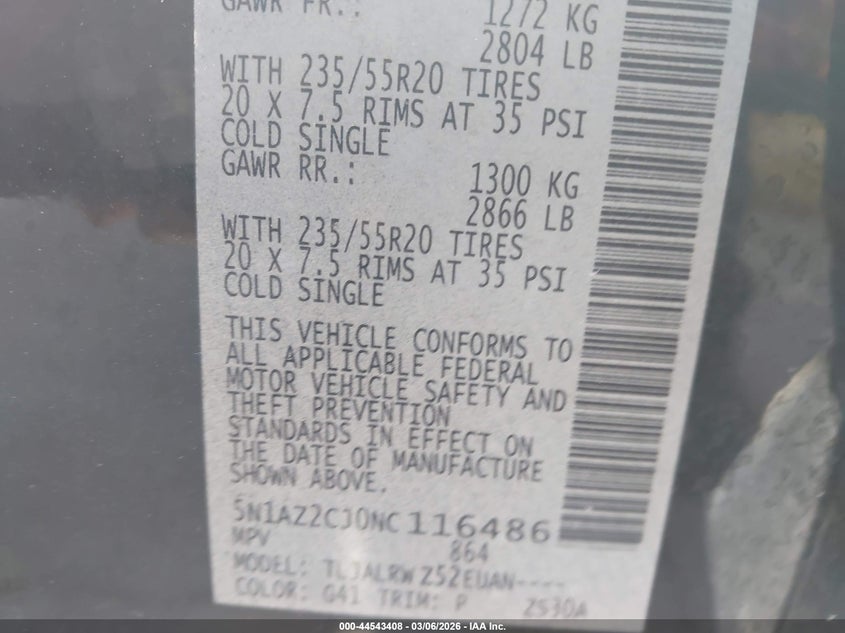 GAWR FR.: 1272 KG
2804 LB
WITH 235/55R20 TIRES
20 X 7.5 RIMS AT 35 PSI
COLD SINGLE
GAWR RR.: 1300 KG
2866 LB
WITH 235/55R20 TIRES
20 X 7.5 RIMS AT 35 PSI
COLD SINGLE
THIS VEHICLE CONFORMS TO
ALL APPLICABLE FEDERAL
MOTOR VEHICLE SAFETY AND
THEFT PREVENTION
STANDARDS IN EFFECT ON
THE DATE OF MANUFACTURE
SHOWN ABOVE.
5N1AZ2CJ0NC116486
MPV 864
MODEL: TLJALRWZ52EUAN----
COLOR: G41 TRIM: P 2S30A
000-44543408 - 03/06/2026 - IAA Inc.